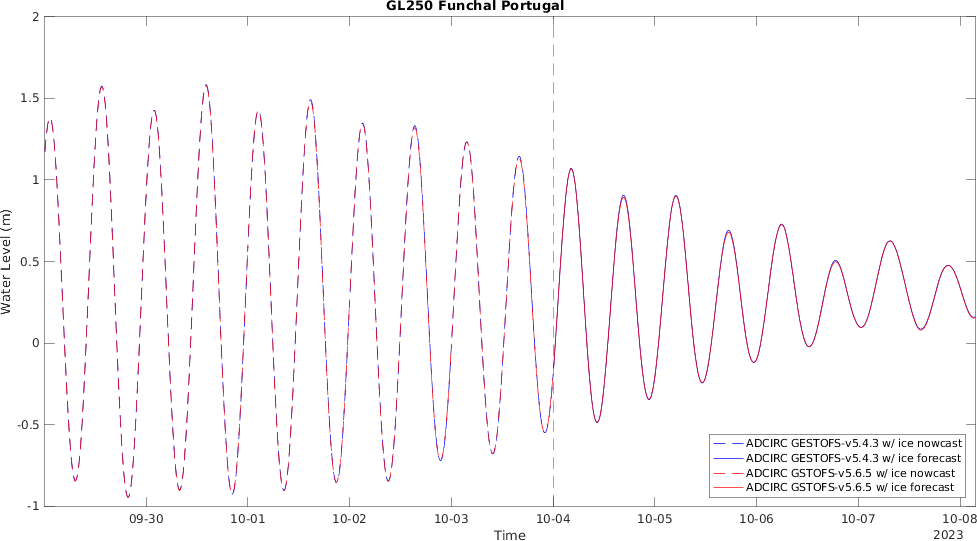 GL250 Funchal Portugal
2
1.5
1
0.5
0
-0.5
-1
Water Level (m)
ADCIRC GESTOFS-v5.4.3 w/ ice nowcast
ADCIRC GESTOFS-v5.4.3 w/ ice forecast
ADCIRC GSTOFS-v5.6.5 w/ ice nowcast
ADCIRC GSTOFS-v5.6.5 w/ ice forecast
09-30 10-01 10-02 10-03 10-04 10-05 10-06 10-07 10-08
Time 2023